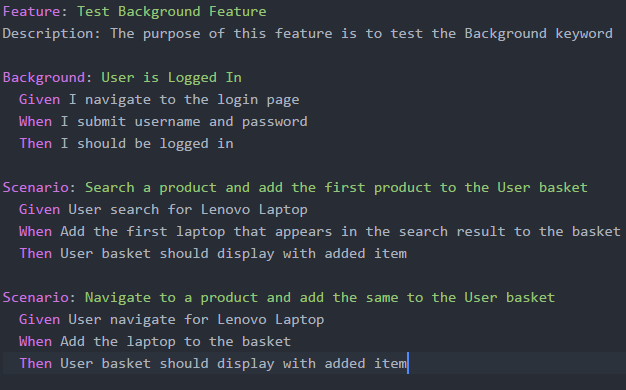 Feature: Test Background Feature
Description: The purpose of this feature is to test the Background keyword
Background: User is Logged In
Given I navigate to the login page
When I submit username and password
Then I should be logged in
Scenario: Search a product and add the first product to the User basket
Given User search for Lenovo Laptop
When Add the first laptop that appears in the search result to the basket
Then User basket should display with added item
Scenario: Navigate to a product and add the same to the User basket
Given User navigate for Lenovo Laptop
When Add the laptop to the basket
Then User basket should display with added item